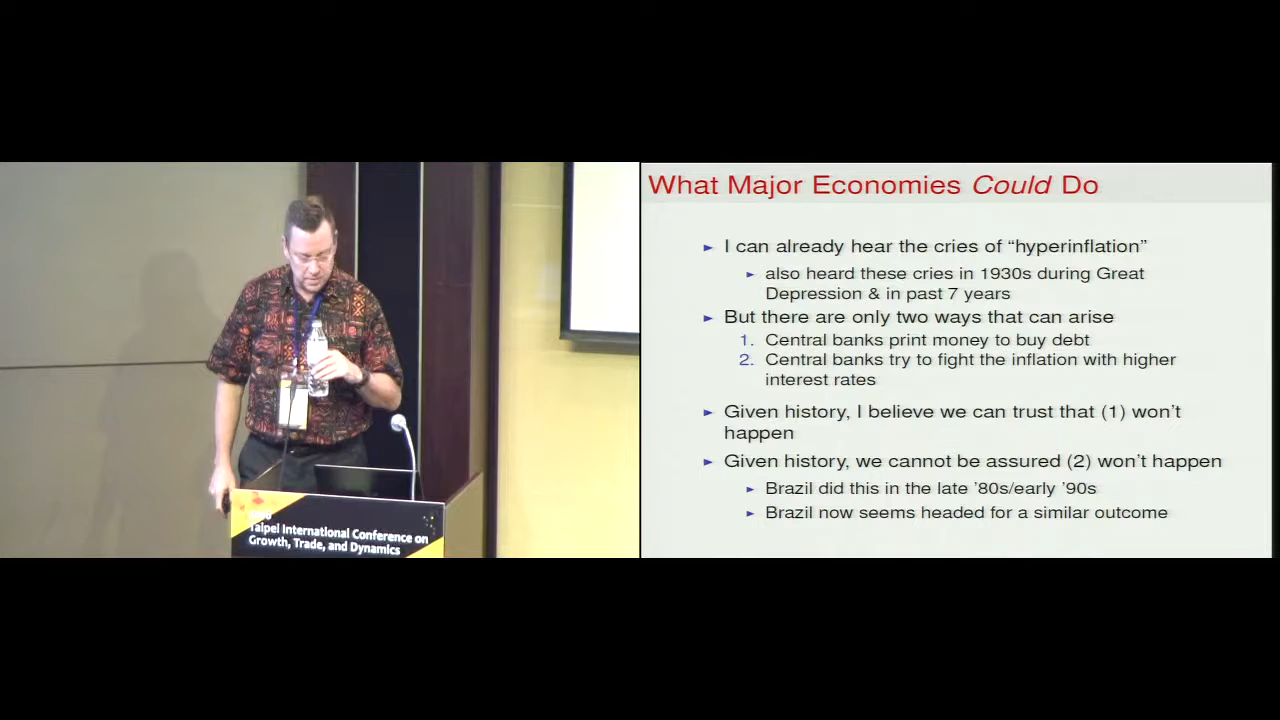 What Major Economies Could Do
► I can already hear the cries of “hyperinflation”
► also heard these cries in 1930s during Great
Depression & in past 7 years
► But there are only two ways that can arise
1. Central banks print money to buy debt
2. Central banks try to fight the inflation with higher
interest rates
► Given history, I believe we can trust that (1) won’t
happen
► Given history, we cannot be assured (2) won’t happen
► Brazil did this in the late ’80s/early ’90s
► Brazil now seems headed for a similar outcome
Taipei International Conference on
Growth, Trade, and Dynamics